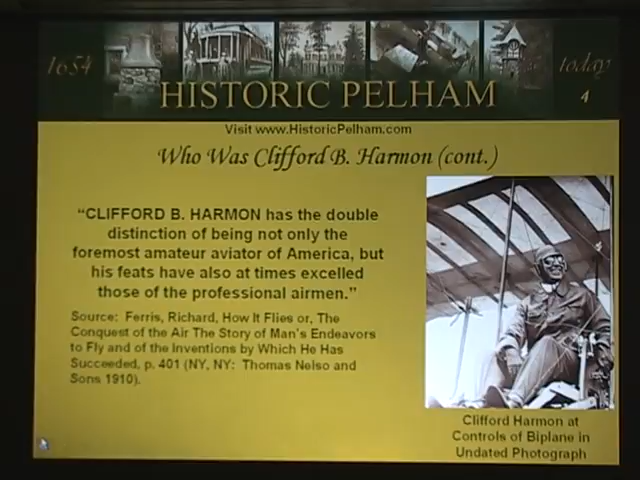 1654
today
HISTORIC PELHAM
4
Visit www.HistoricPelham.com
Who Was Clifford B. Harmon (cont.)
“CLIFFORD B. HARMON has the double
distinction of being not only the
foremost amateur aviator of America, but
his feats have also at times excelled
those of the professional airmen.”
Source: Ferris, Richard, How It Flies or, The
Conquest of the Air The Story of Man's Endeavors
to Fly and of the Inventions by Which He Has
Succeeded, p. 401 (NY, NY: Thomas Nelso and
Sons 1910).
Clifford Harmon at
Controls of Biplane in
Undated Photograph